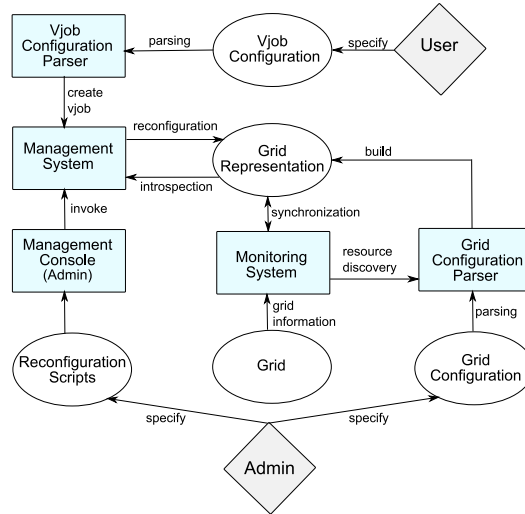 Vjob
Configuration
Parser
parsing
Vjob
Configuration
specify
User
create
vjob
Management
System
reconfiguration
introspection
Grid
Representation
build
invoke
synchronization
Management
Console
(Admin)
Monitoring
System
resource
discovery
Grid
Configuration
Parser
grid
information
parsing
Reconfiguration
Scripts
Grid
Grid
Configuration
specify
specify
Admin